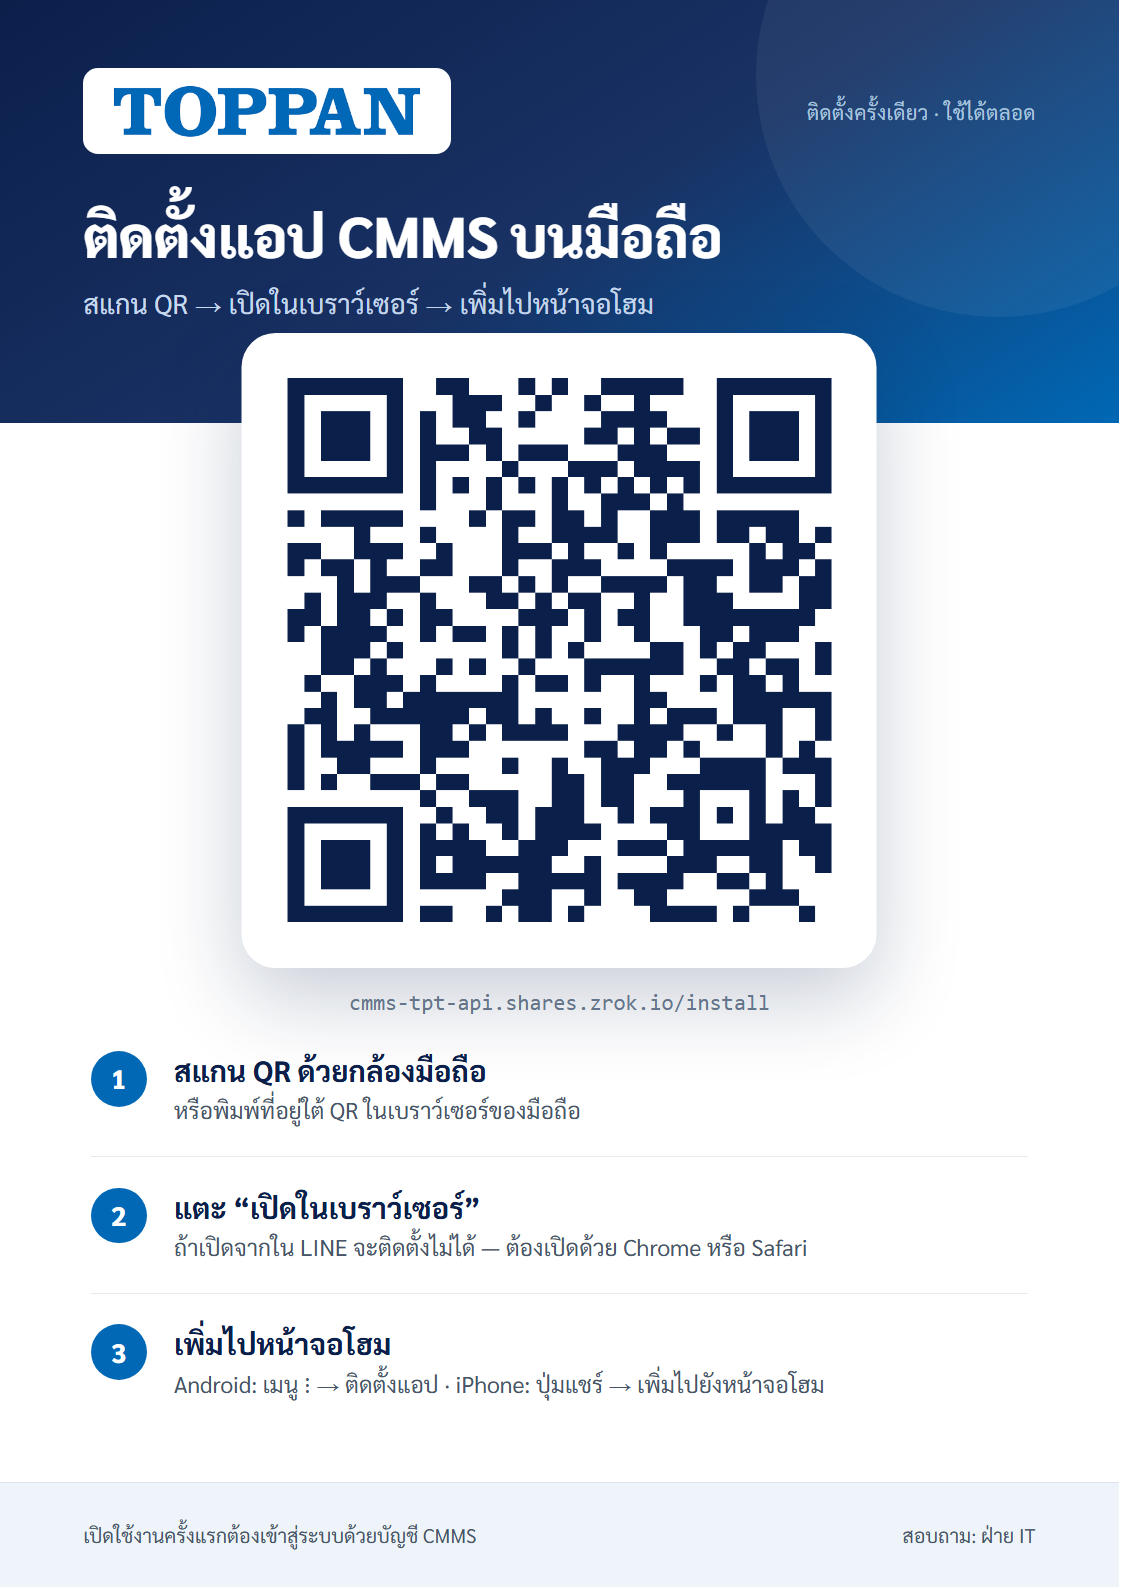 TOPPAN
ติดตั้งครั้งเดียว · ใช้ได้ตลอด
ติดตั้งแอป CMMS บนมือถือ
สแกน QR → เปิดในเบราว์เซอร์ → เพิ่มไปหน้าจอโฮม
cmms-tpt-api.shares.zrok.io/install
1
สแกน QR ด้วยกล้องมือถือ
หรือพิมพ์ที่อยู่ใต้ QR ในเบราว์เซอร์ของมือถือ
2
แตะ “เปิดในเบราว์เซอร์”
ถ้าเปิดจากใน LINE จะติดตั้งไม่ได้ — ต้องเปิดด้วย Chrome หรือ Safari
3
เพิ่มไปหน้าจอโฮม
Android: เมนู ⋮ → ติดตั้งแอป · iPhone: ปุ่มแชร์ → เพิ่มไปยังหน้าจอโฮม
เปิดใช้งานครั้งแรกต้องเข้าสู่ระบบด้วยบัญชี CMMS
สอบถาม: ฝ่าย IT